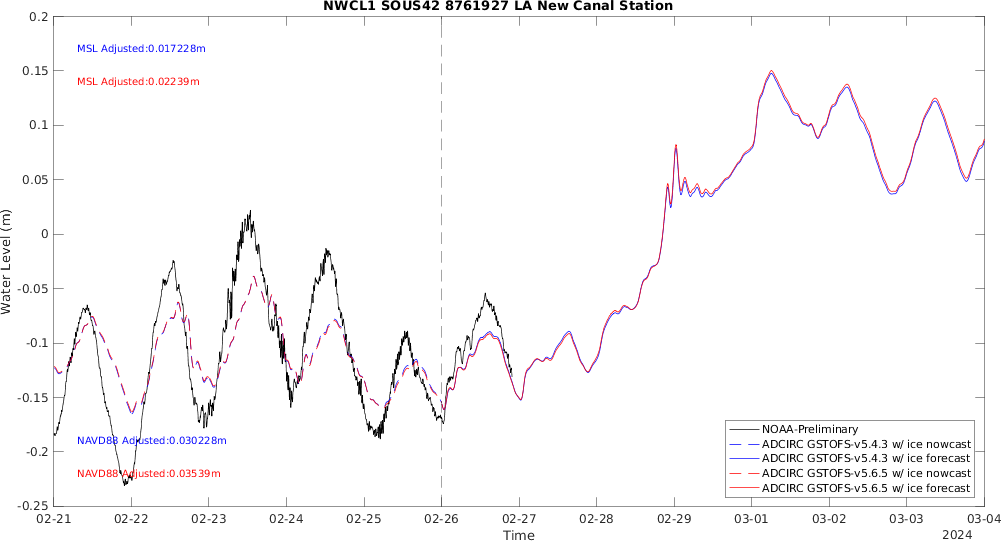 NWCL1 SOUS42 8761927 LA New Canal Station
0.2
0.15
0.1
0.05
0
-0.05
-0.1
-0.15
-0.2
-0.25
Water Level (m)
MSL Adjusted:0.017228m
MSL Adjusted:0.02239m
NAVD88 Adjusted:0.030228m
NAVD88 Adjusted:0.03539m
NOAA-Preliminary
ADCIRC GSTOFS-v5.4.3 w/ ice nowcast
ADCIRC GSTOFS-v5.4.3 w/ ice forecast
ADCIRC GSTOFS-v5.6.5 w/ ice nowcast
ADCIRC GSTOFS-v5.6.5 w/ ice forecast
02-21 02-22 02-23 02-24 02-25 02-26 02-27 02-28 02-29 03-01 03-02 03-03 03-04
Time
2024